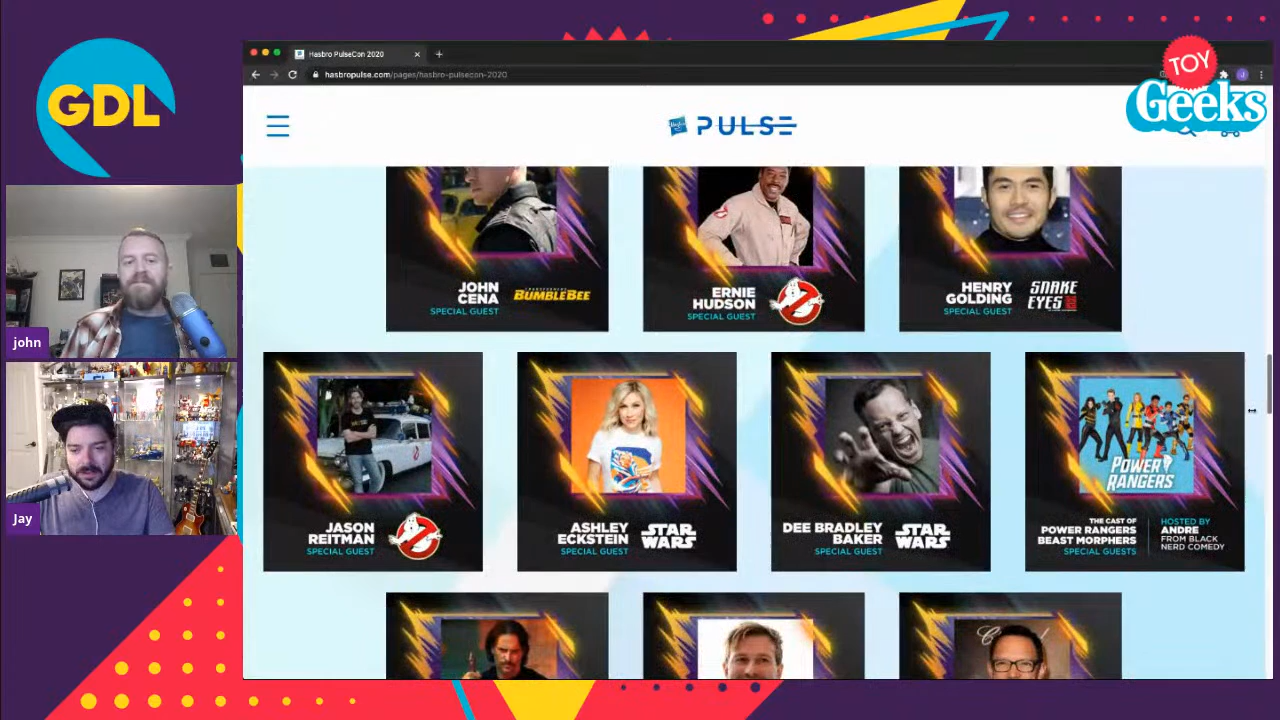 GDL
john
Jay
Hasbro PulseCon 2020
hasbropulse.com/pages/hasbro-pulsecon-2020
TOY
Geeks
Hasbro
PULSE
JOHN
CENA
SPECIAL GUEST
TRANSFORMERS
BUMBLEBEE
ERNIE
HUDSON
SPECIAL GUEST
HENRY
GOLDING
SPECIAL GUEST
SNAKE
EYES
JASON
REITMAN
SPECIAL GUEST
ASHLEY
ECKSTEIN
SPECIAL GUEST
STAR
WARS
DEE BRADLEY
BAKER
SPECIAL GUEST
STAR
WARS
POWER
RANGERS
THE CAST OF
POWER RANGERS
BEAST MORPHERS
SPECIAL GUESTS
HOSTED BY
ANDRE
FROM BLACK
NERD COMEDY